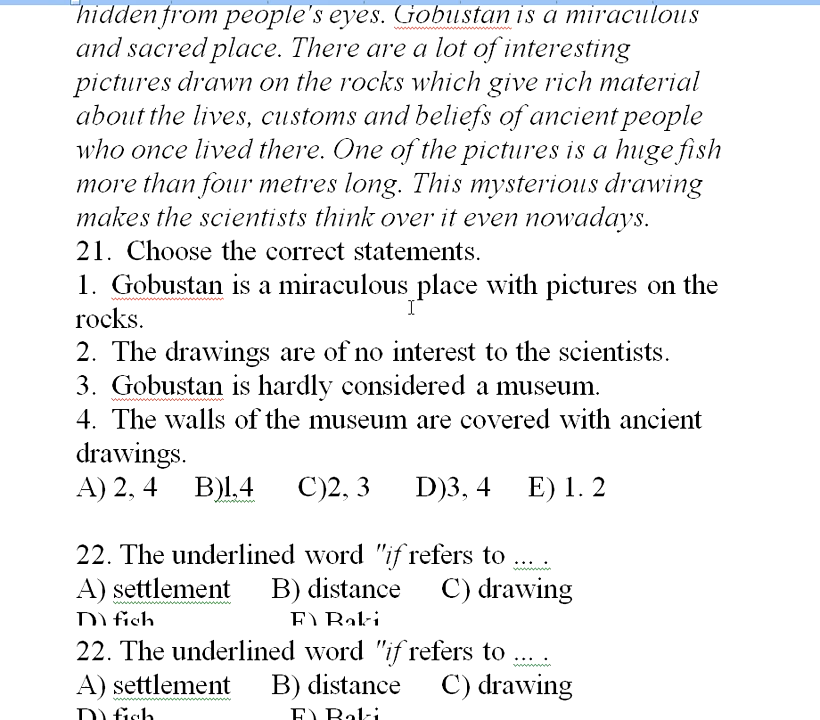 hidden from people's eyes. Gobustan is a miraculous
and sacred place. There are a lot of interesting
pictures drawn on the rocks which give rich material
about the lives, customs and beliefs of ancient people
who once lived there. One of the pictures is a huge fish
more than four metres long. This mysterious drawing
makes the scientists think over it even nowadays.
21. Choose the correct statements.
1. Gobustan is a miraculous place with pictures on the
rocks.
2. The drawings are of no interest to the scientists.
3. Gobustan is hardly considered a museum.
4. The walls of the museum are covered with ancient
drawings.
A) 2, 4 B)l,4 C)2, 3 D)3, 4 E) 1. 2
22. The underlined word "if refers to ... .
A) settlement B) distance C) drawing
D) fish E) Baki
22. The underlined word "if refers to ... .
A) settlement B) distance C) drawing
D) fish E) Baki